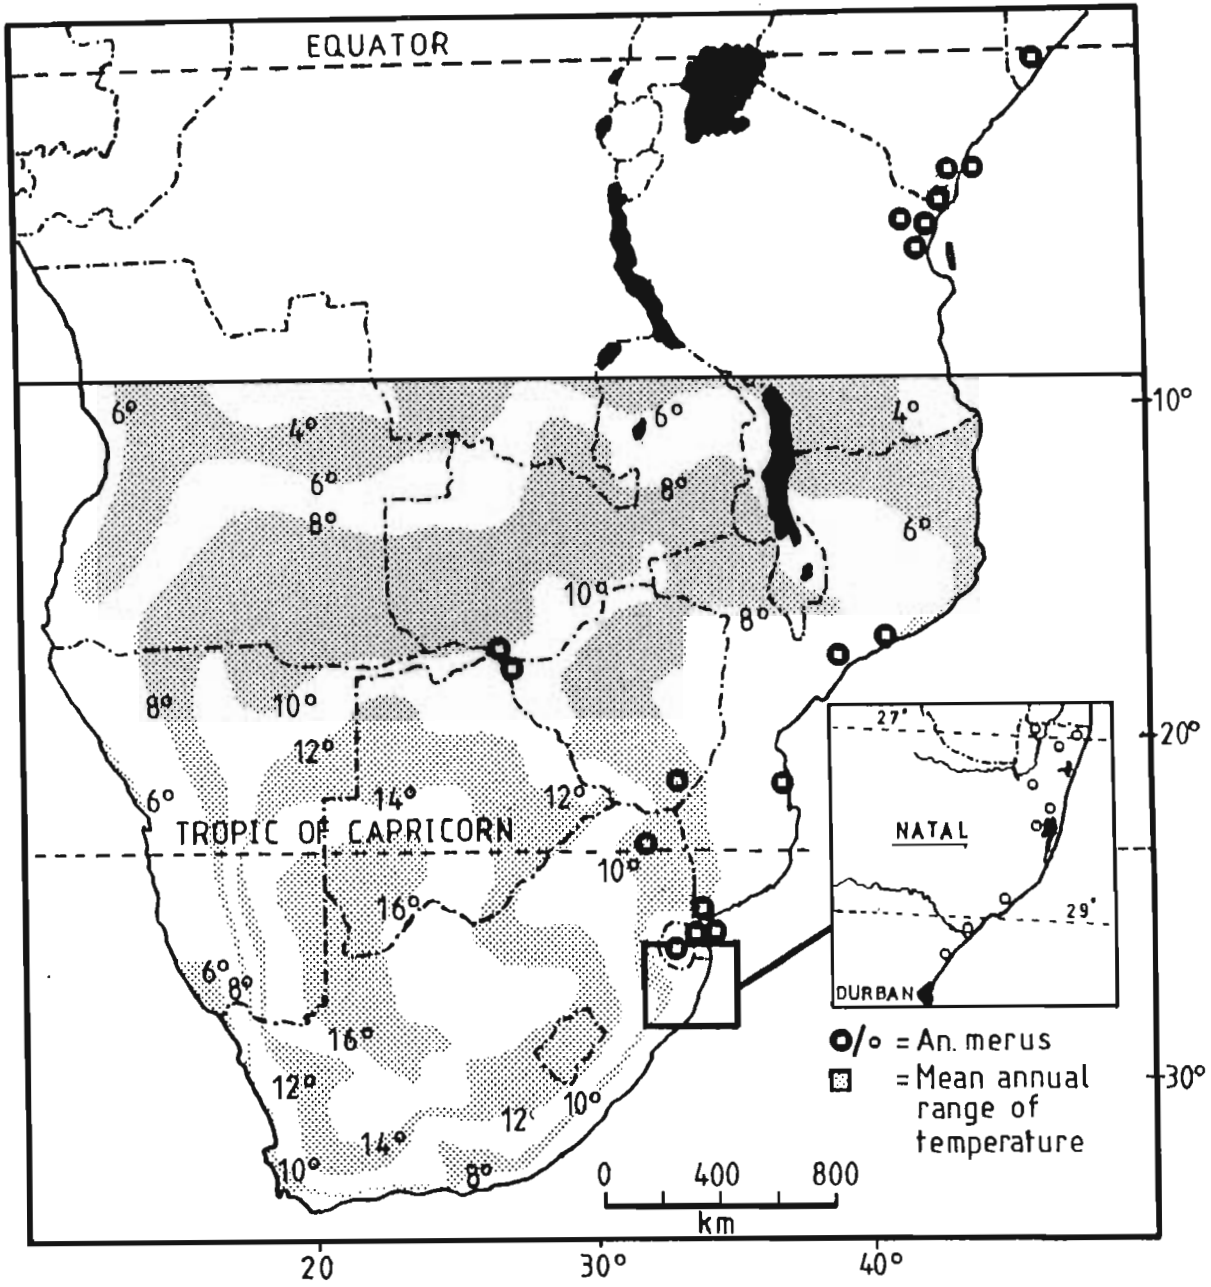 EQUATOR
10°
6°
4°
6°
4°
6°
8°
8°
6°
10°
8°
8°
10°
20°
27°
12°
6°
14°
12°
TROPIC OF CAPRICORN
NATAL
10°
16°
29°
6°
8°
DURBAN
16°
= An. merus
12°
30°
= Mean annual
range of
temperature
10°
12
14°
10°
8°
0 400 800
km
20 30° 40°